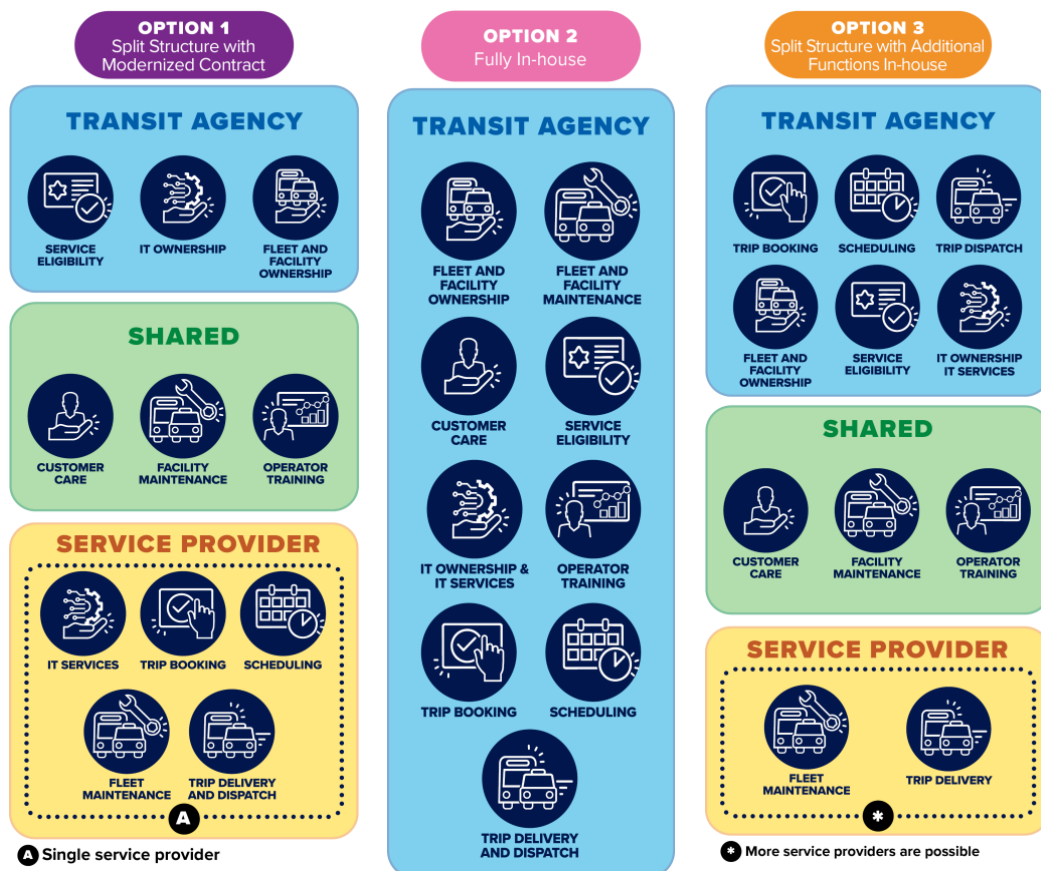 OPTION 1
Split Structure with
Modernized Contract
TRANSIT AGENCY
SERVICE
ELIGIBILITY
IT OWNERSHIP
FLEET AND
FACILITY
OWNERSHIP
SHARED
CUSTOMER
CARE
FACILITY
MAINTENANCE
OPERATOR
TRAINING
SERVICE PROVIDER
IT SERVICES
TRIP BOOKING
SCHEDULING
FLEET
MAINTENANCE
TRIP DELIVERY
AND DISPATCH
A
A Single service provider
OPTION 2
Fully In-house
TRANSIT AGENCY
FLEET AND
FACILITY
OWNERSHIP
FLEET AND
FACILITY
MAINTENANCE
CUSTOMER
CARE
SERVICE
ELIGIBILITY
IT OWNERSHIP &
IT SERVICES
OPERATOR
TRAINING
TRIP BOOKING
SCHEDULING
TRIP DELIVERY
AND DISPATCH
OPTION 3
Split Structure with Additional
Functions In-house
TRANSIT AGENCY
TRIP BOOKING
SCHEDULING
TRIP DISPATCH
FLEET AND
FACILITY
OWNERSHIP
SERVICE
ELIGIBILITY
IT OWNERSHIP
IT SERVICES
SHARED
CUSTOMER
CARE
FACILITY
MAINTENANCE
OPERATOR
TRAINING
SERVICE PROVIDER
FLEET
MAINTENANCE
TRIP DELIVERY
*
* More service providers are possible